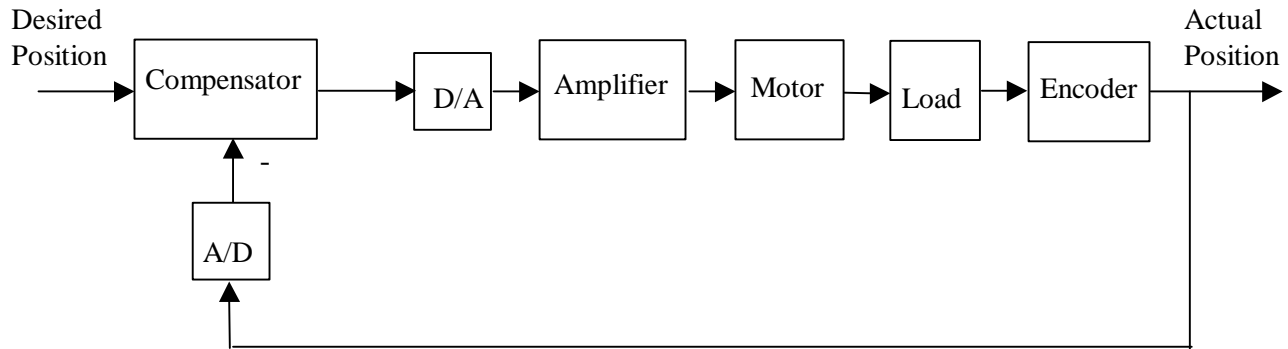 Desired
Position
Compensator
D/A
Amplifier
Motor
Load
Encoder
Actual
Position
-
A/D